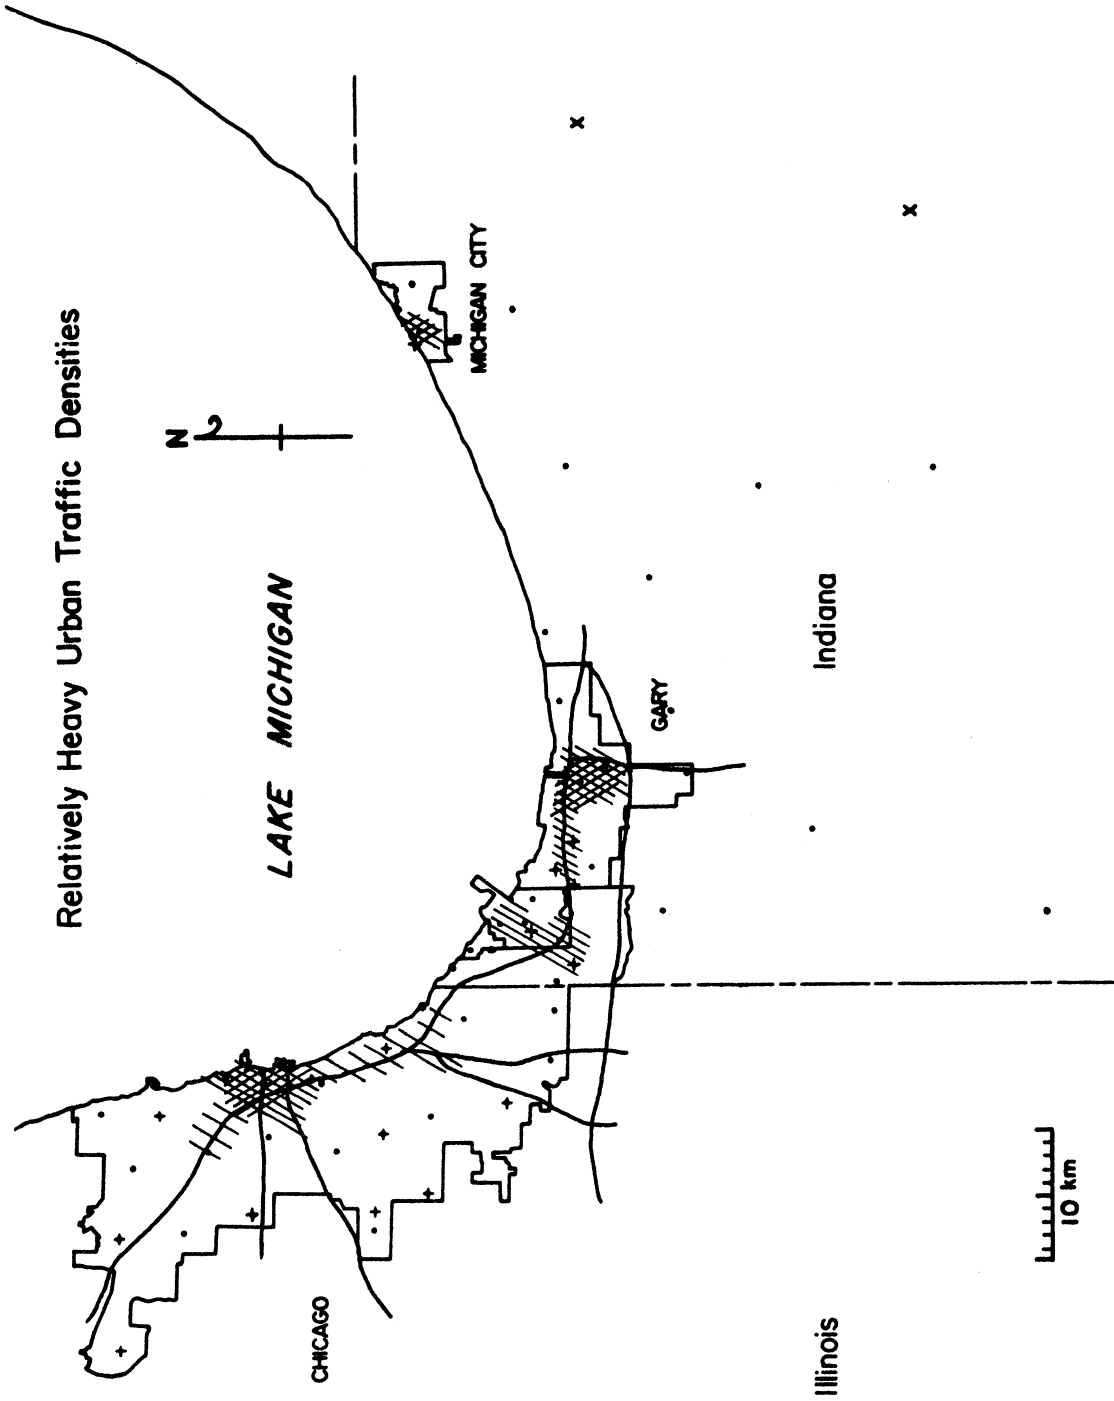 Relatively Heavy Urban Traffic Densities
N
LAKE MICHIGAN
MICHIGAN CITY
GARY
CHICAGO
Indiana
Illinois
10 km